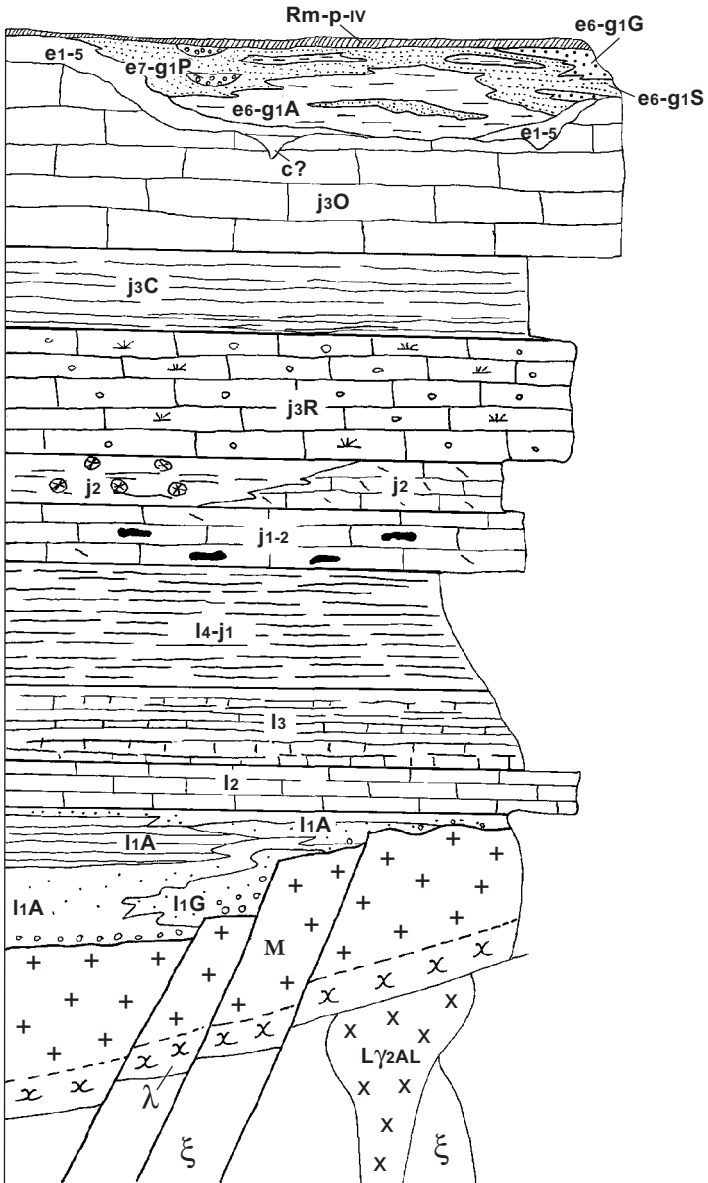 Rm-p-IV
e6-g1G
e1-5
e7-g1P
e6-g1S
e6-g1A
e1-5
c?
j3O
j3C
j3R
j2
j2
j1-2
l4-j1
l3
l2
l1A
l1A
l1A
l1G
M
Lγ2AL
λ
ξ
ξ